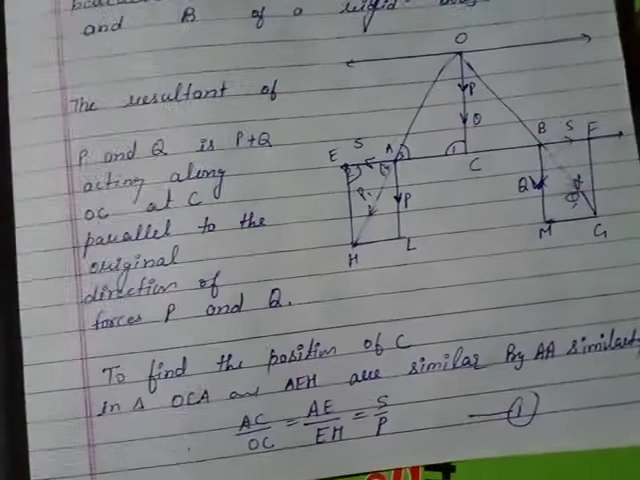 and B of a rigid
The resultant of
P and Q is P+Q
acting along
OC at C
parallel to the
original
direction of
forces P and Q.
O
P
Q
E S A C B S F
P Q
H L M G
To find the position of C
In Δ OCA and AEH are similar By AA
AC/OC = AE/EH = S/P —①